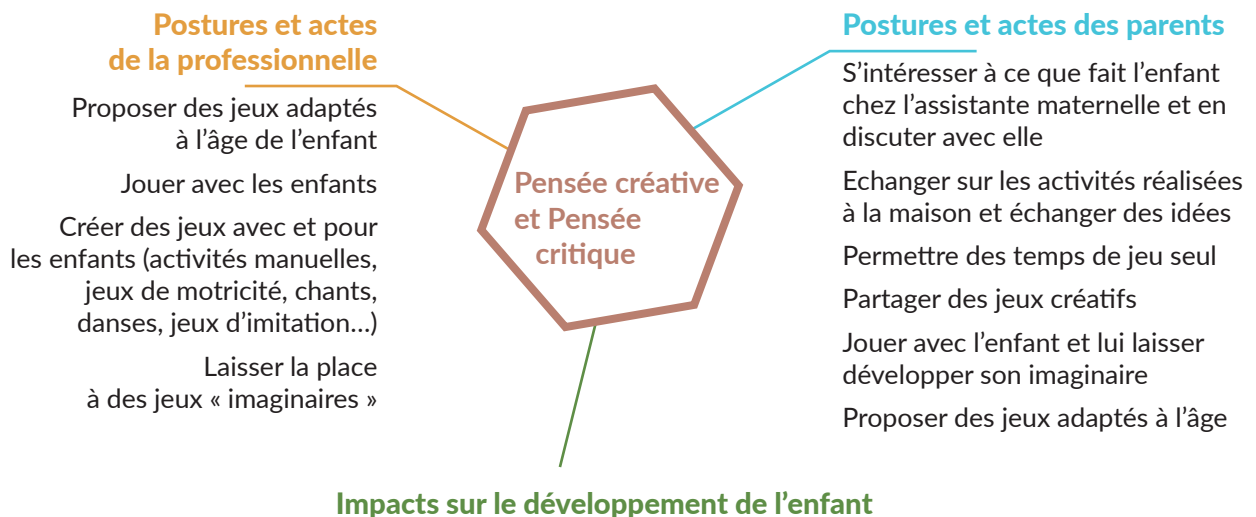 Postures et actes
de la professionnelle
Proposer des jeux adaptés
à l’âge de l’enfant
Jouer avec les enfants
Créer des jeux avec et pour
les enfants (activités manuelles,
jeux de motricité, chants,
danses, jeux d’imitation…)
Laisser la place
à des jeux « imaginaires »
Pensée créative
et Pensée
critique
Postures et actes des parents
S’intéresser à ce que fait l’enfant
chez l’assistante maternelle et en
discuter avec elle
Echanger sur les activités réalisées
à la maison et échanger des idées
Permettre des temps de jeu seul
Partager des jeux créatifs
Jouer avec l’enfant et lui laisser
développer son imaginaire
Proposer des jeux adaptés à l’âge
Impacts sur le développement de l’enfant